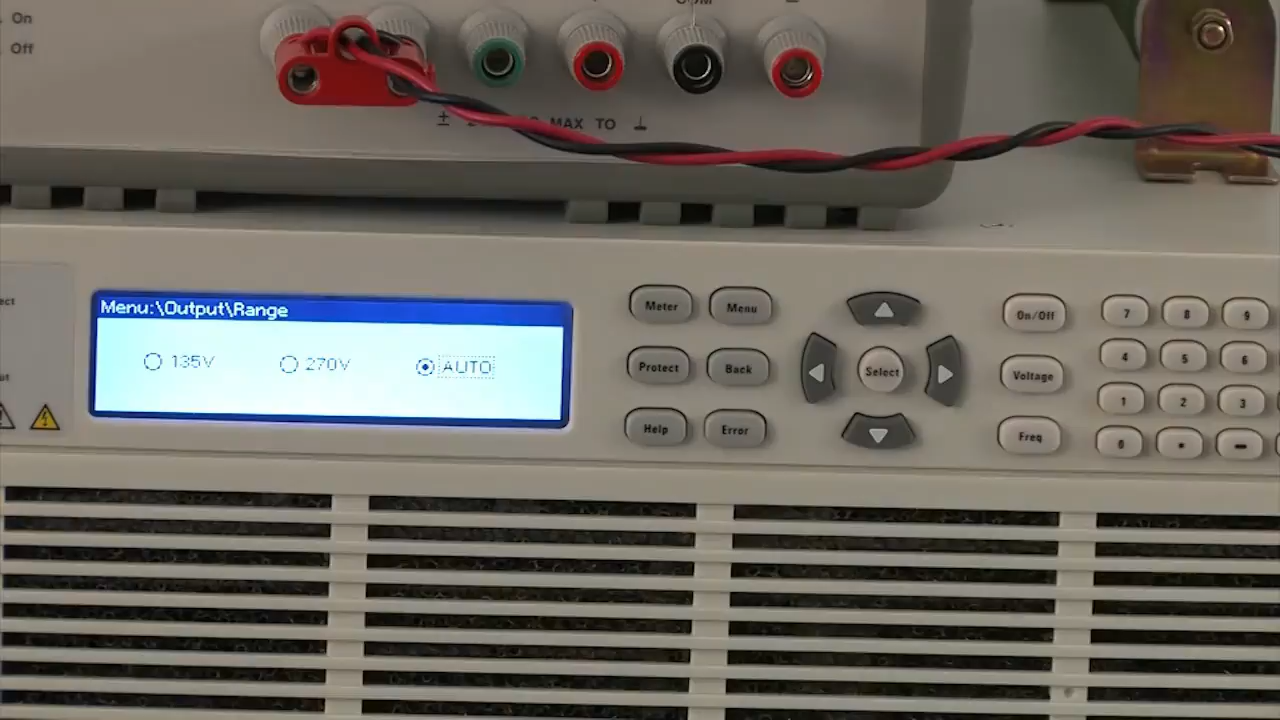 On
Off
MAX TO
Menu:\Output\Range
135V 270V AUTO
Meter Menu
Protect Back
Help Error
Select
On/Off
Voltage
Freq
7 8 9
4 5 6
1 2 3
0 . -